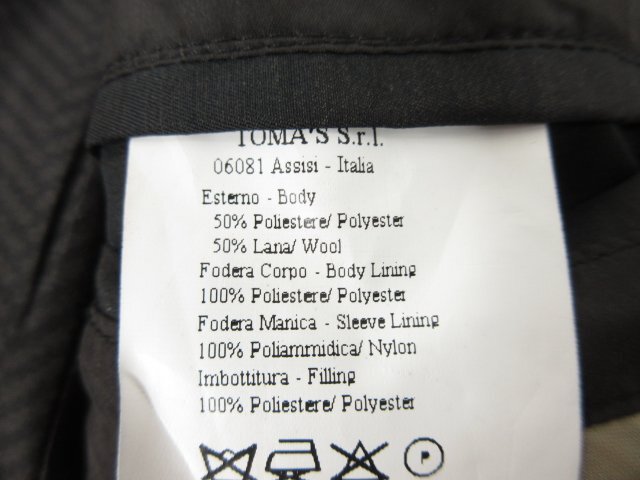 TOMA'S S.r.l.
06081 Assisi - Italia
Esterno - Body
50% Poliestere/ Polyester
50% Lana/ Wool
Fodera Corpo - Body Lining
100% Poliestere/ Polyester
Fodera Manica - Sleeve Lining
100% Poliammidica/ Nylon
Imbottitura - Filling
100% Poliestere/ Polyester
P